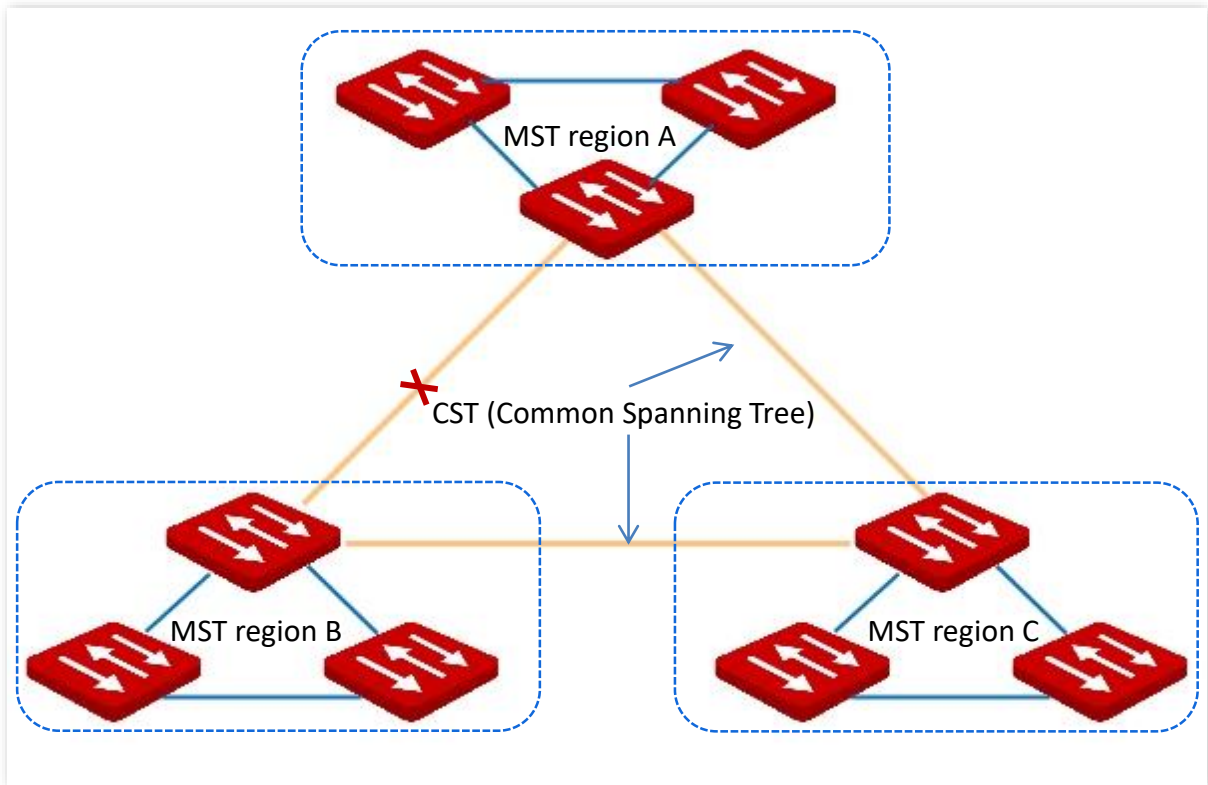 MST region A
CST (Common Spanning Tree)
MST region B
MST region C